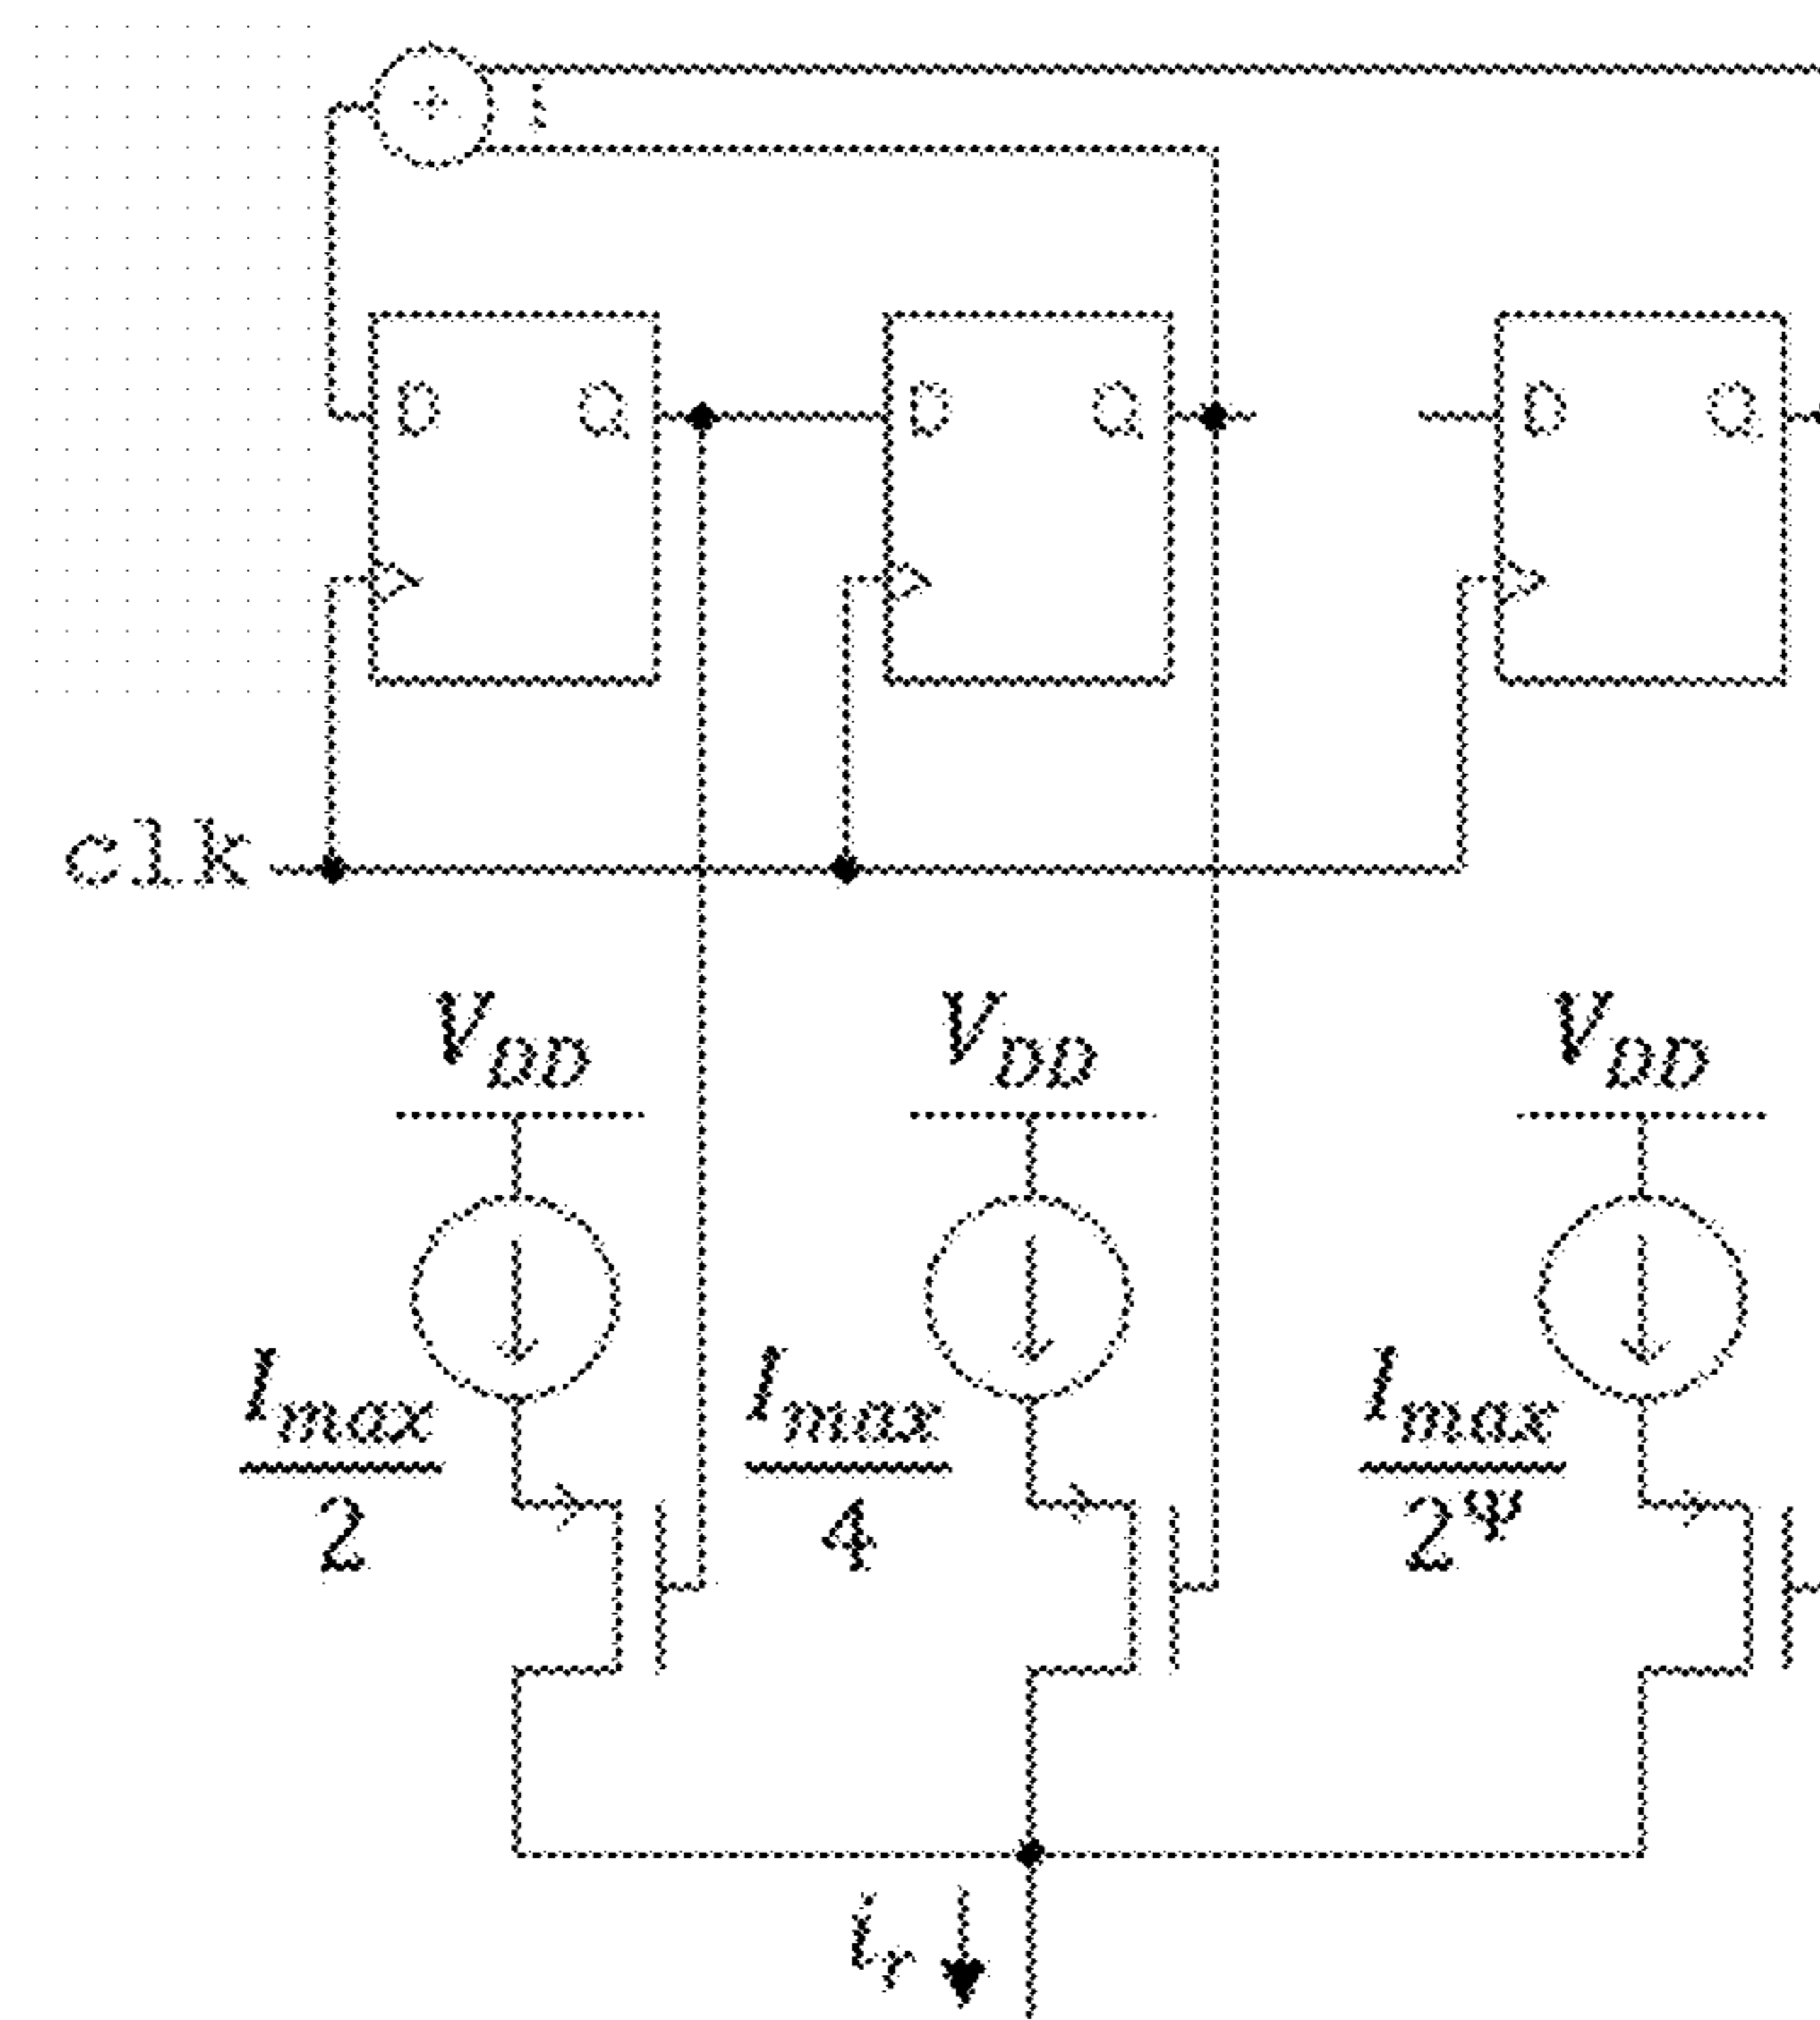 +
D Q D Q D Q
clk
V_DD V_DD V_DD
I_max/2 I_max/4 I_max/2^Ψ
i_r